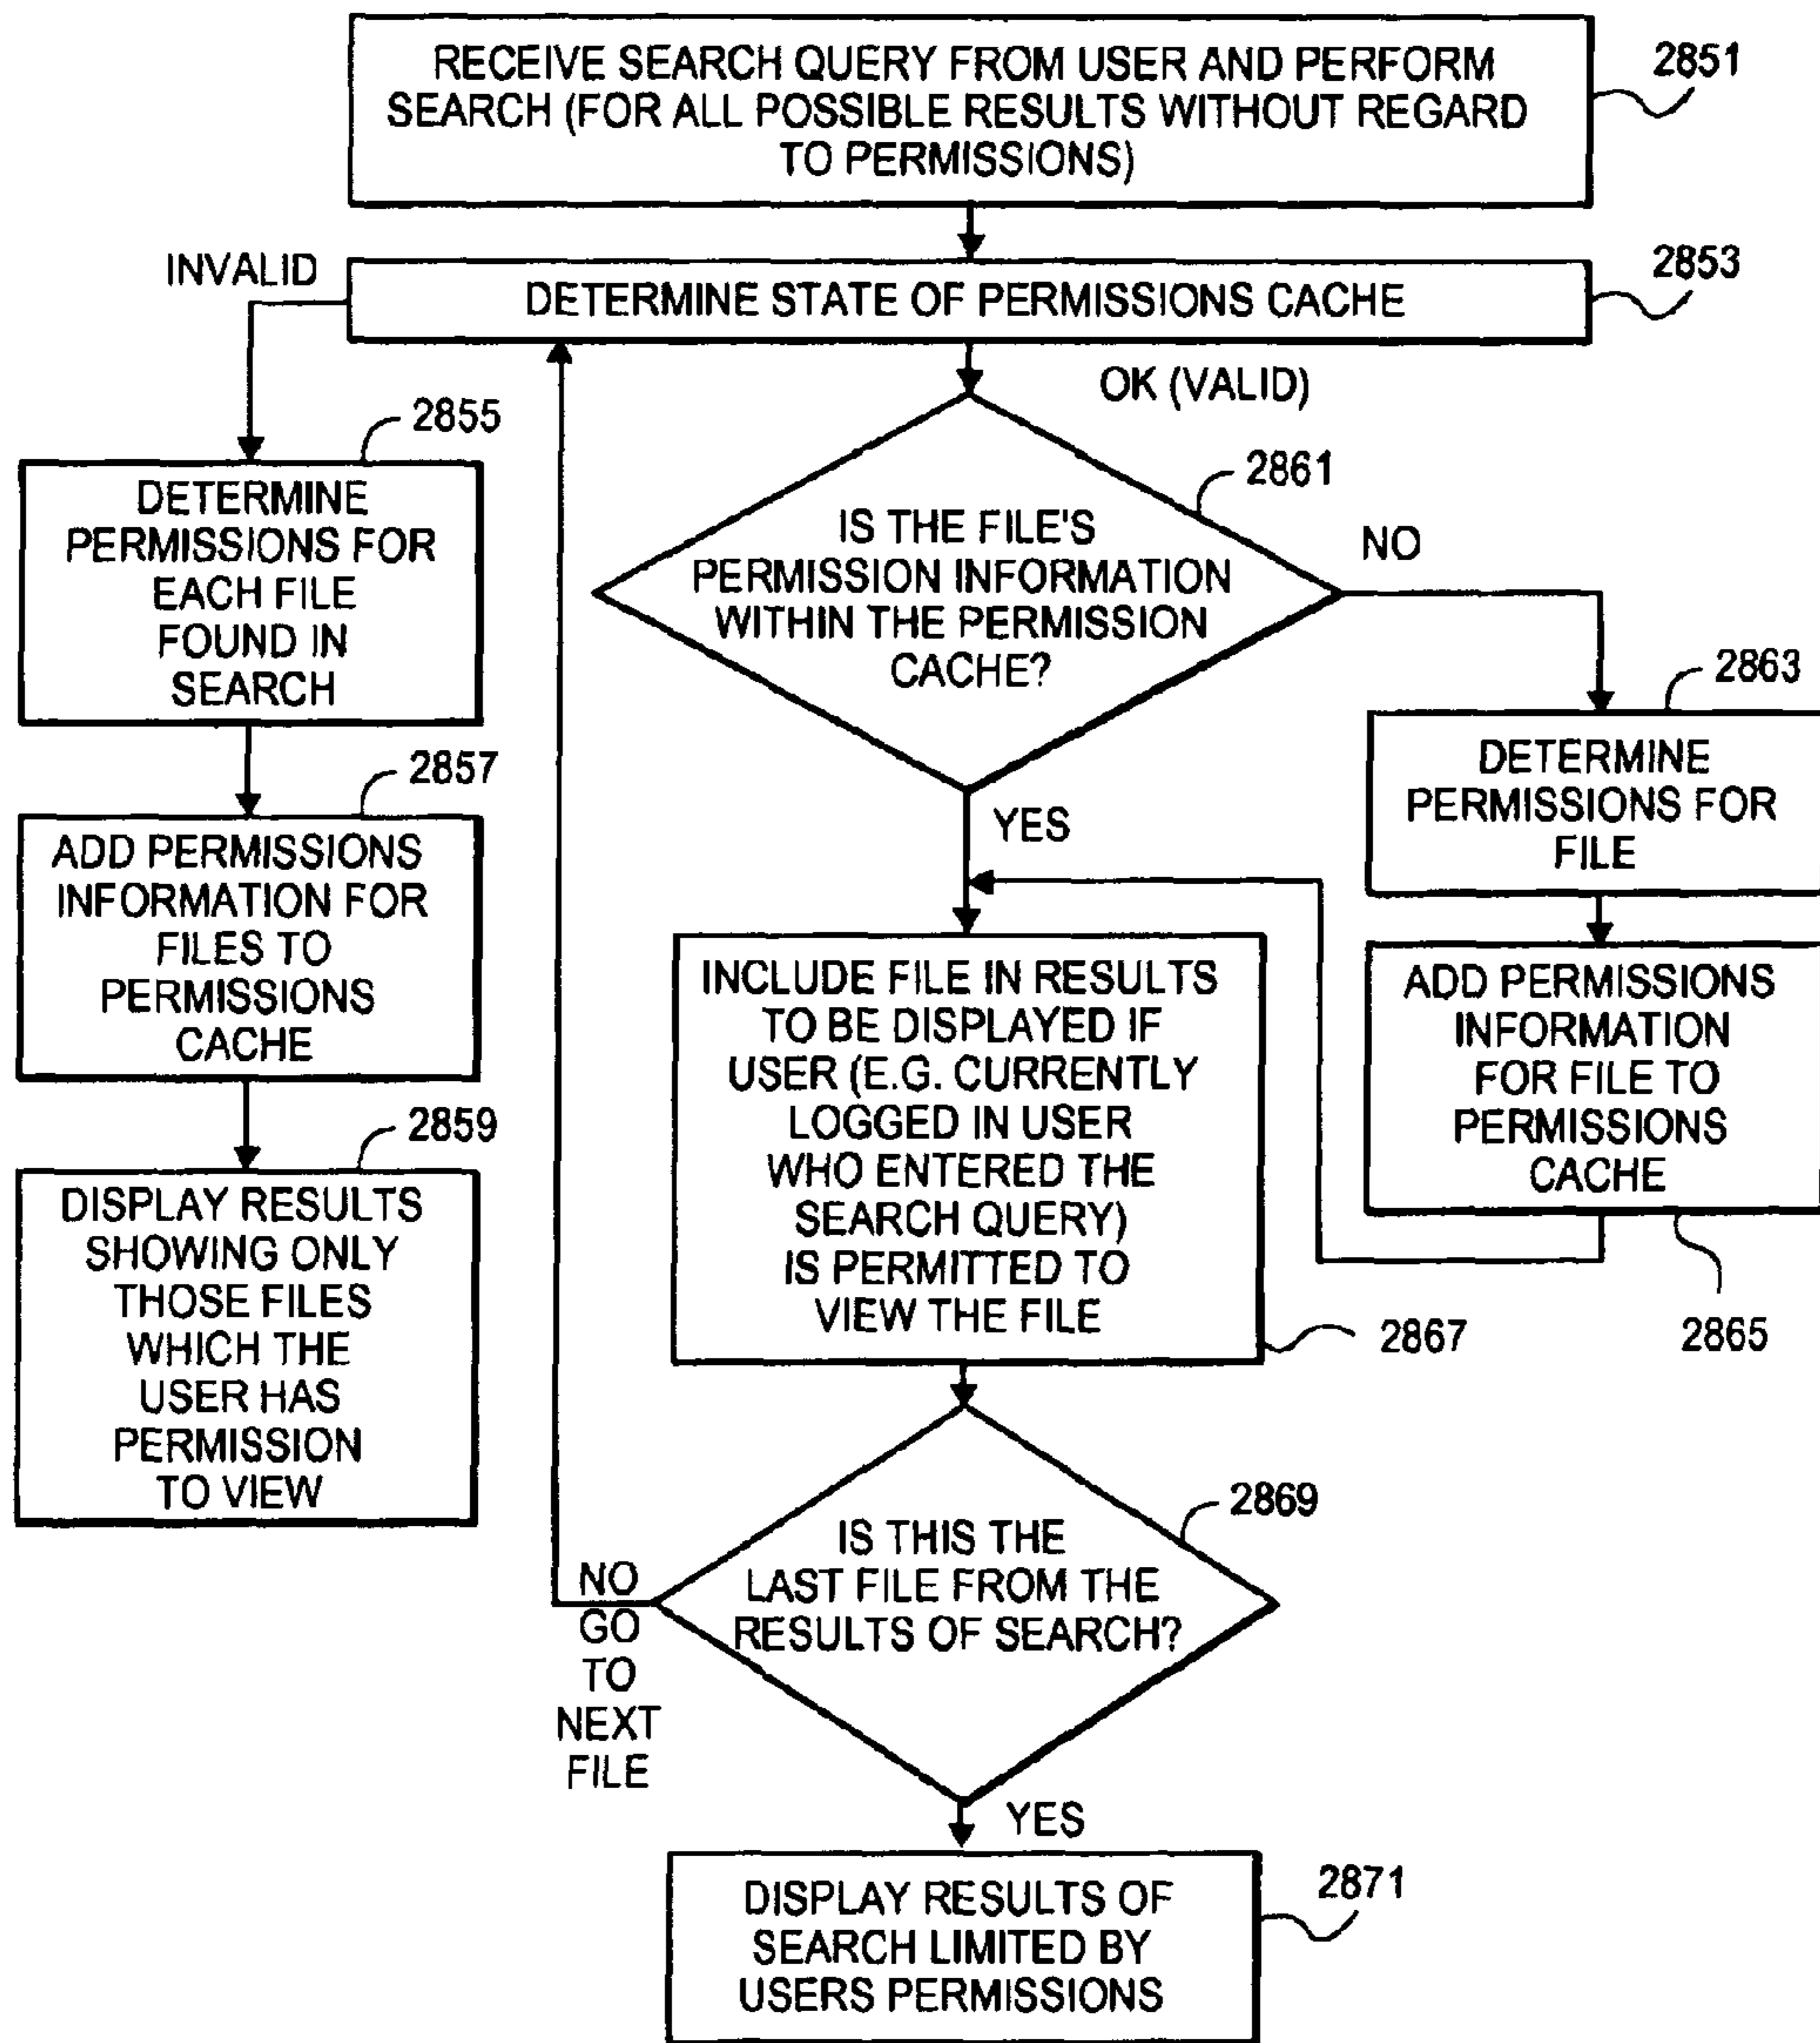 RECEIVE SEARCH QUERY FROM USER AND PERFORM
SEARCH (FOR ALL POSSIBLE RESULTS WITHOUT REGARD
TO PERMISSIONS)
2851
INVALID
DETERMINE STATE OF PERMISSIONS CACHE
2853
OK (VALID)
2855
DETERMINE
PERMISSIONS FOR
EACH FILE
FOUND IN
SEARCH
2857
ADD PERMISSIONS
INFORMATION FOR
FILES TO
PERMISSIONS
CACHE
2859
DISPLAY RESULTS
SHOWING ONLY
THOSE FILES
WHICH THE
USER HAS
PERMISSION
TO VIEW
2861
IS THE FILE'S
PERMISSION INFORMATION
WITHIN THE PERMISSION
CACHE?
NO
YES
2863
DETERMINE
PERMISSIONS FOR
FILE
ADD PERMISSIONS
INFORMATION
FOR FILE TO
PERMISSIONS
CACHE
2865
INCLUDE FILE IN RESULTS
TO BE DISPLAYED IF
USER (E.G. CURRENTLY
LOGGED IN USER
WHO ENTERED THE
SEARCH QUERY)
IS PERMITTED TO
VIEW THE FILE
2867
2869
IS THIS THE
LAST FILE FROM THE
RESULTS OF SEARCH?
NO
GO
TO
NEXT
FILE
YES
DISPLAY RESULTS OF
SEARCH LIMITED BY
USERS PERMISSIONS
2871